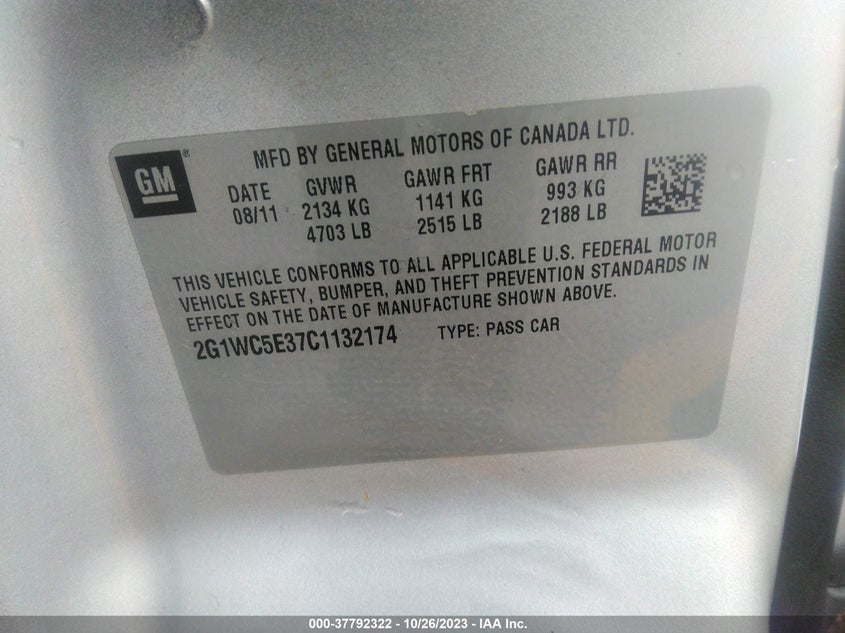 MFD BY GENERAL MOTORS OF CANADA LTD.
GM®
DATE GVWR GAWR FRT GAWR RR
08/11 2134 KG 1141 KG 993 KG
4703 LB 2515 LB 2188 LB
THIS VEHICLE CONFORMS TO ALL APPLICABLE U.S. FEDERAL MOTOR
VEHICLE SAFETY, BUMPER, AND THEFT PREVENTION STANDARDS IN
EFFECT ON THE DATE OF MANUFACTURE SHOWN ABOVE.
2G1WC5E37C1132174 TYPE: PASS CAR
000-37792322 - 10/26/2023 - IAA Inc.